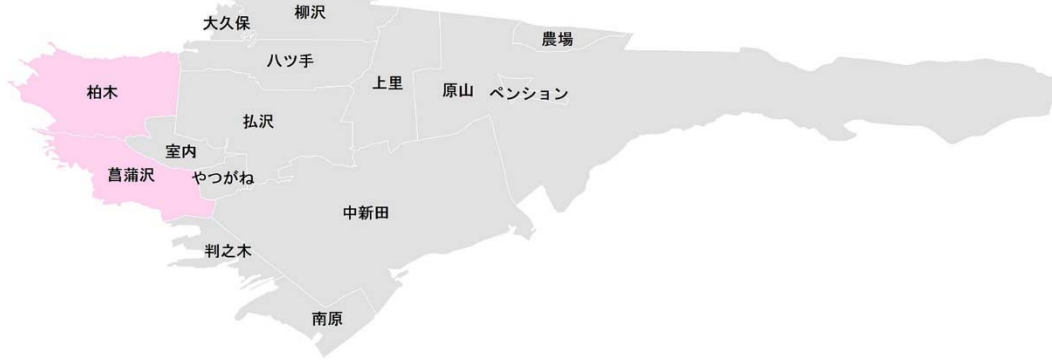 柳沢
大久保
農場
八ツ手
上里
原山
ペンション
柏木
払沢
室内
菖蒲沢
やつがね
中新田
判之木
南原